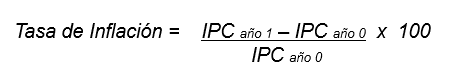 Tasa de Inflación = IPC año 1 – IPC año 0 x 100
IPC año 0